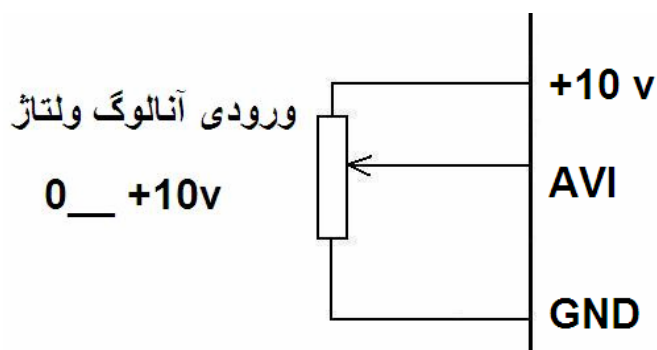 +10 v
ورودی آنالوگ ولتاژ
AVI
0__ +10v
GND